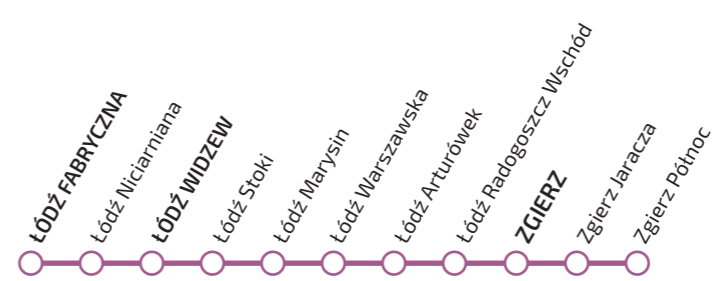 ŁÓDŹ FABRYCZNA
Łódź Niciarniana
ŁÓDŹ WIDZEW
Łódź Stoki
Łódź Marysin
Łódź Warszawska
Łódź Arturówek
Łódź Radogoszcz Wschód
ZGIERZ
Zgierz Jaracza
Zgierz Północ